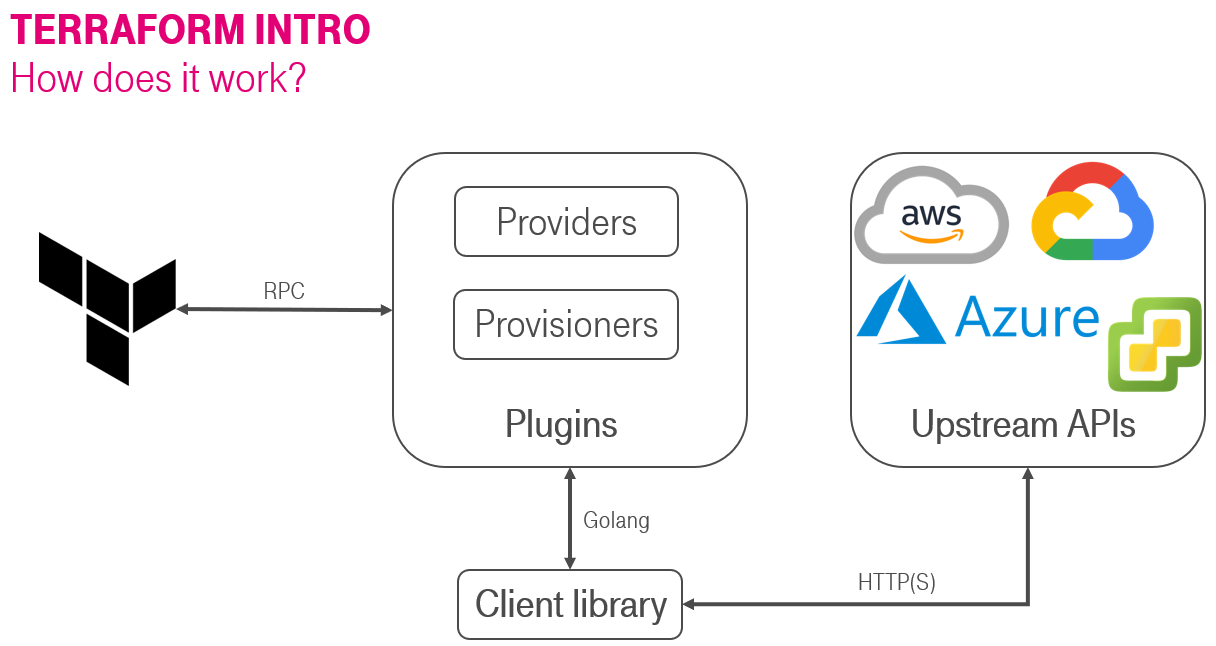 TERRAFORM INTRO
How does it work?
RPC
Providers
Provisioners
Plugins
aws
Azure
Upstream APIs
Golang
Client library
HTTP(S)